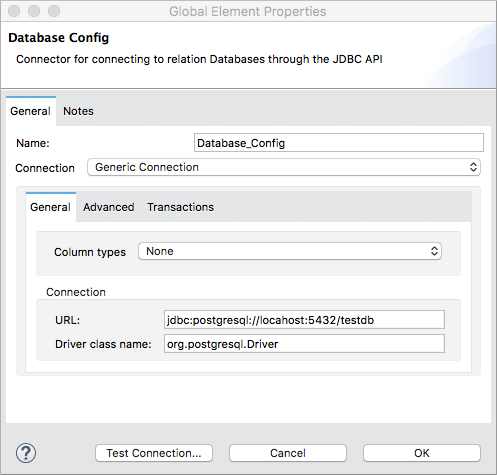 Global Element Properties
Database Config
Connector for connecting to relation Databases through the JDBC API
General Notes
Name: Database_Config
Connection Generic Connection
General Advanced Transactions
Column types None
Connection
URL: jdbc:postgresql://locahost:5432/testdb
Driver class name: org.postgresql.Driver
? Test Connection... Cancel OK